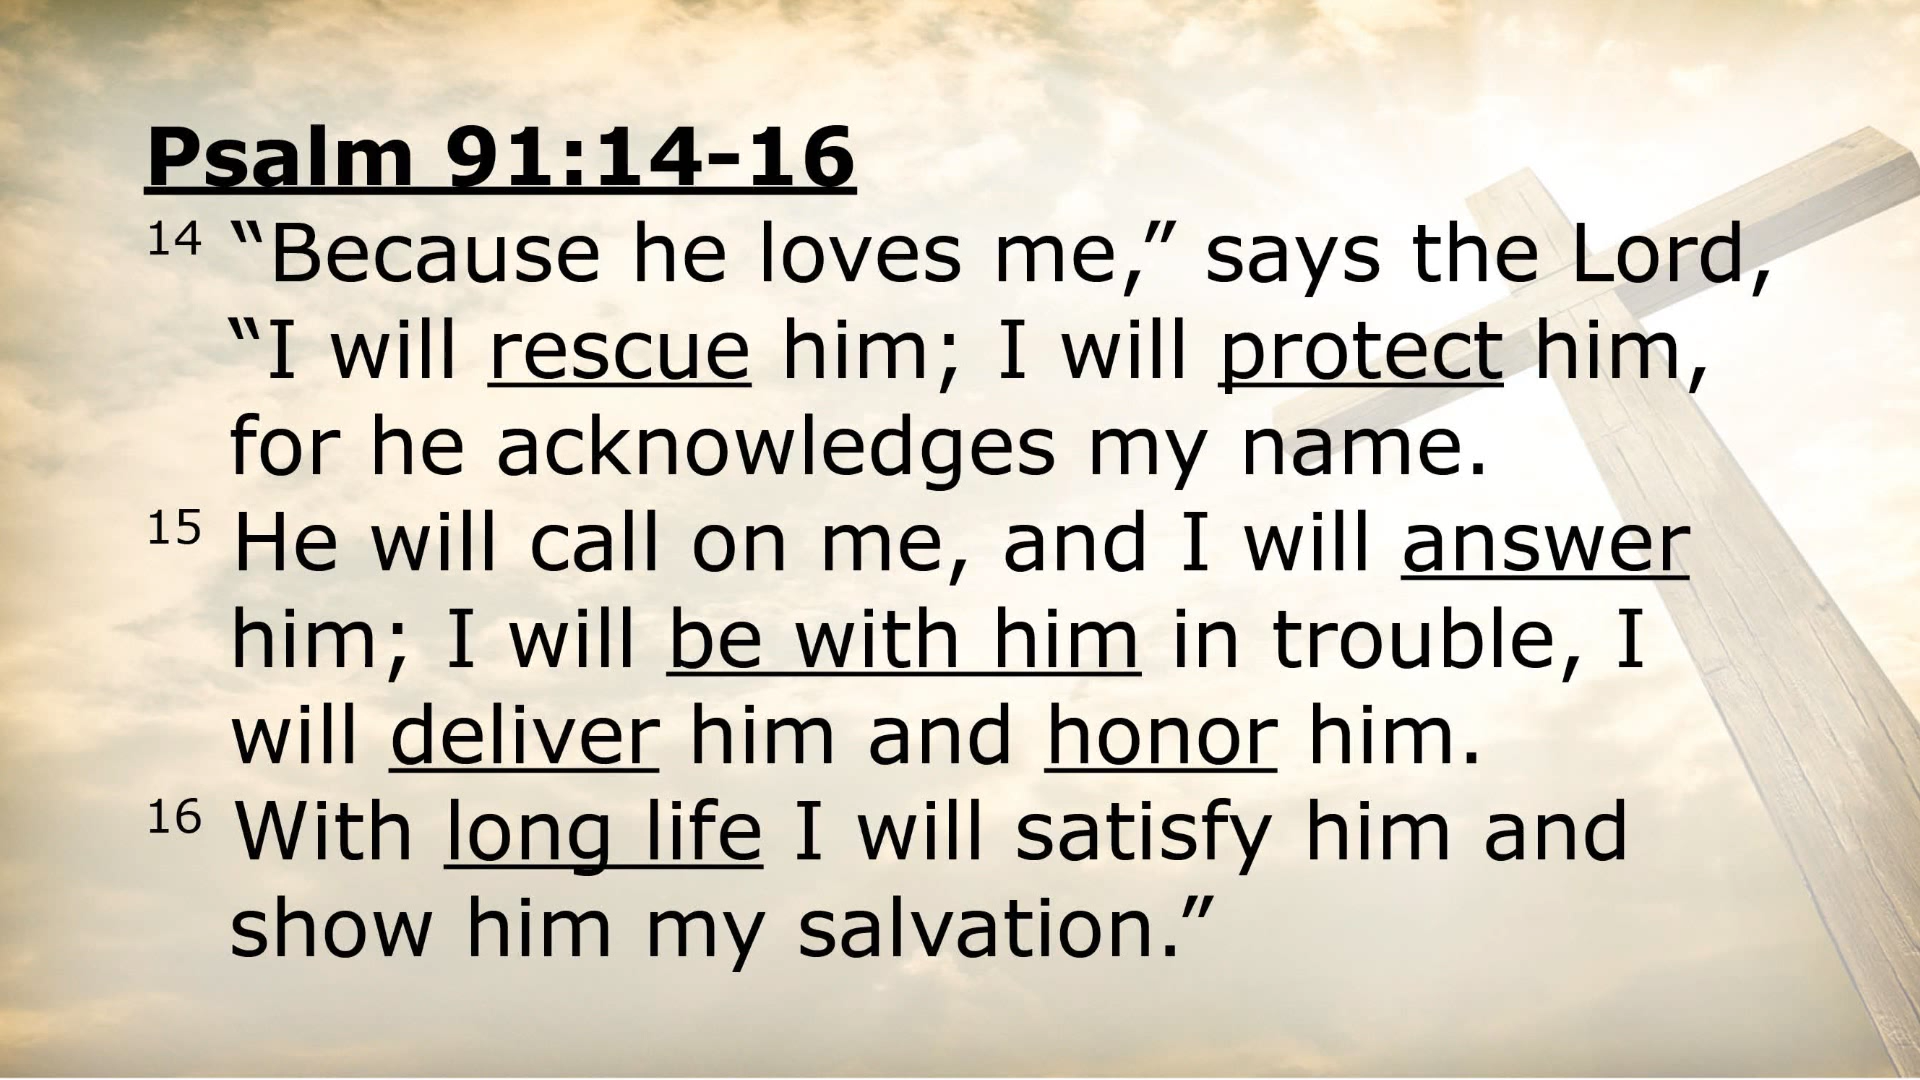 Psalm 91:14-16
14 “Because he loves me,” says the Lord,
“I will rescue him; I will protect him,
for he acknowledges my name.
15 He will call on me, and I will answer
him; I will be with him in trouble, I
will deliver him and honor him.
16 With long life I will satisfy him and
show him my salvation.”